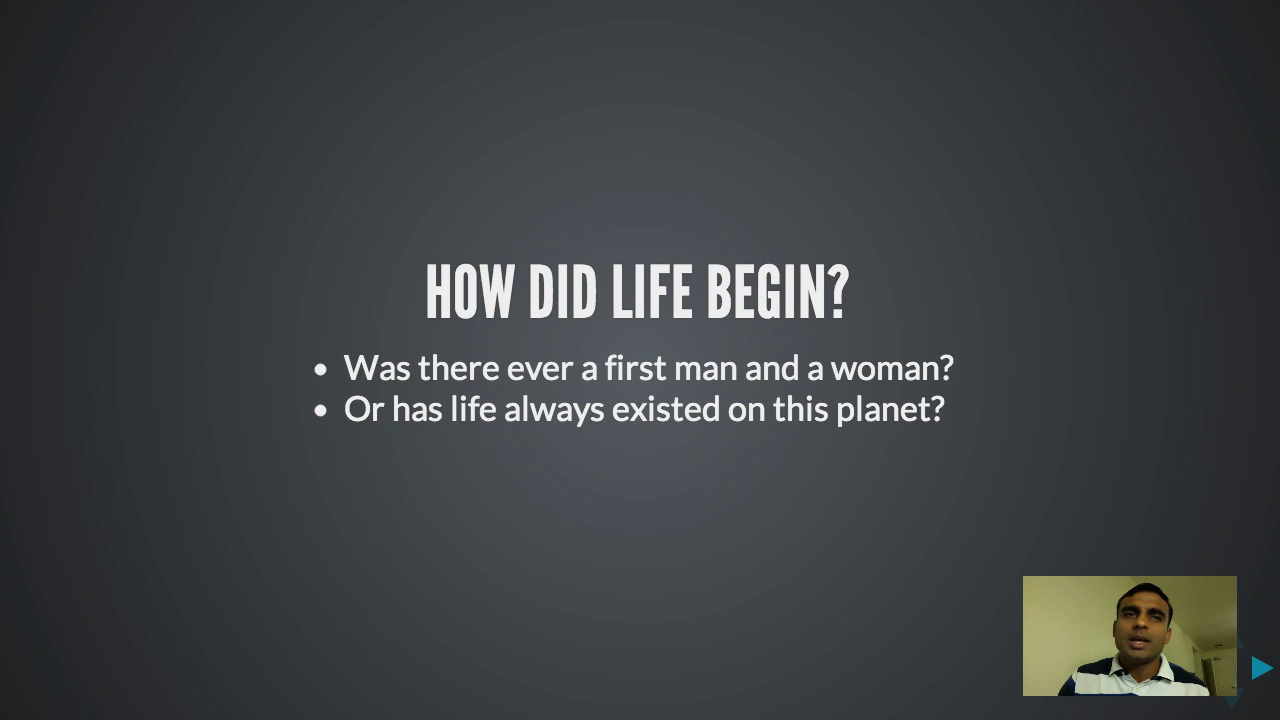 HOW DID LIFE BEGIN?
• Was there ever a first man and a woman?
• Or has life always existed on this planet?